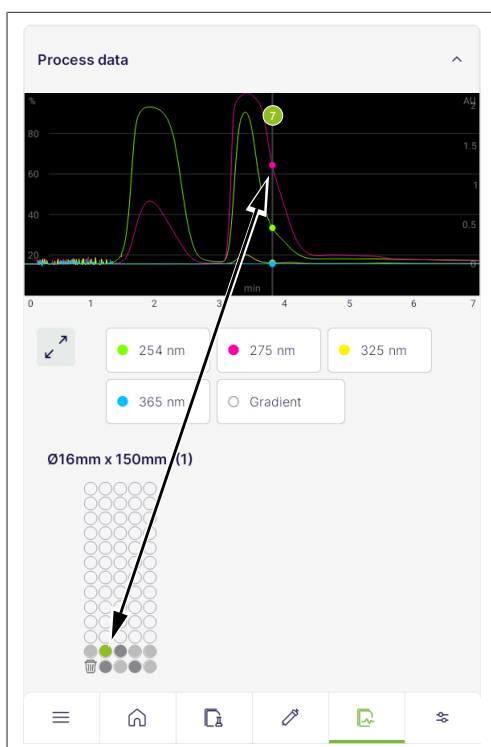 Process data
% AU
2
7
80
1.5
60
1
40
0.5
20
0
min
0 1 2 3 4 5 6 7
254 nm 275 nm 325 nm
365 nm Gradient
Ø16mm x 150mm (1)